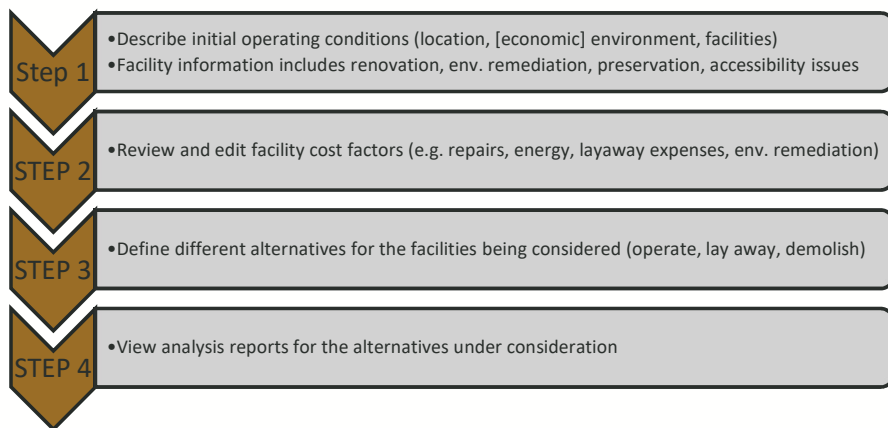 Step 1
•Describe initial operating conditions (location, [economic] environment, facilities)
•Facility information includes renovation, env. remediation, preservation, accessibility issues
STEP 2
•Review and edit facility cost factors (e.g. repairs, energy, layaway expenses, env. remediation)
STEP 3
•Define different alternatives for the facilities being considered (operate, lay away, demolish)
STEP 4
•View analysis reports for the alternatives under consideration